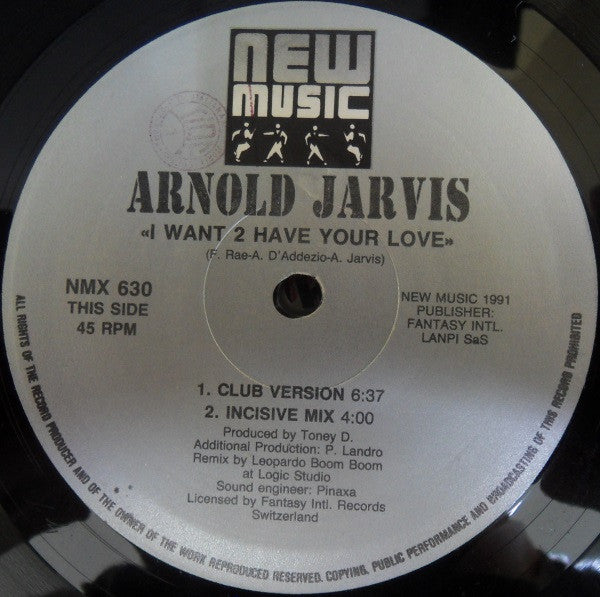 NEW
MUSIC
ARNOLD JARVIS
«I WANT 2 HAVE YOUR LOVE»
(F. Rae-A. D'Addezio-A. Jarvis)
NMX 630
THIS SIDE
45 RPM
NEW MUSIC 1991
PUBLISHER:
FANTASY INTL.
LANPI SaS
1. CLUB VERSION 6:37
2. INCISIVE MIX 4:00
Produced by Toney D.
Additional Production: P. Landro
Remix by Leopardo Boom Boom
at Logic Studio
Sound engineer: Pinaxa
Licensed by Fantasy Intl. Records
Switzerland
ALL RIGHTS OF THE RECORD PRODUCER AND OF THE OWNER OF THE WORK REPRODUCED RESERVED. COPYING, PUBLIC PERFORMANCE AND BROADCASTING OF THIS RECORD PROHIBITED